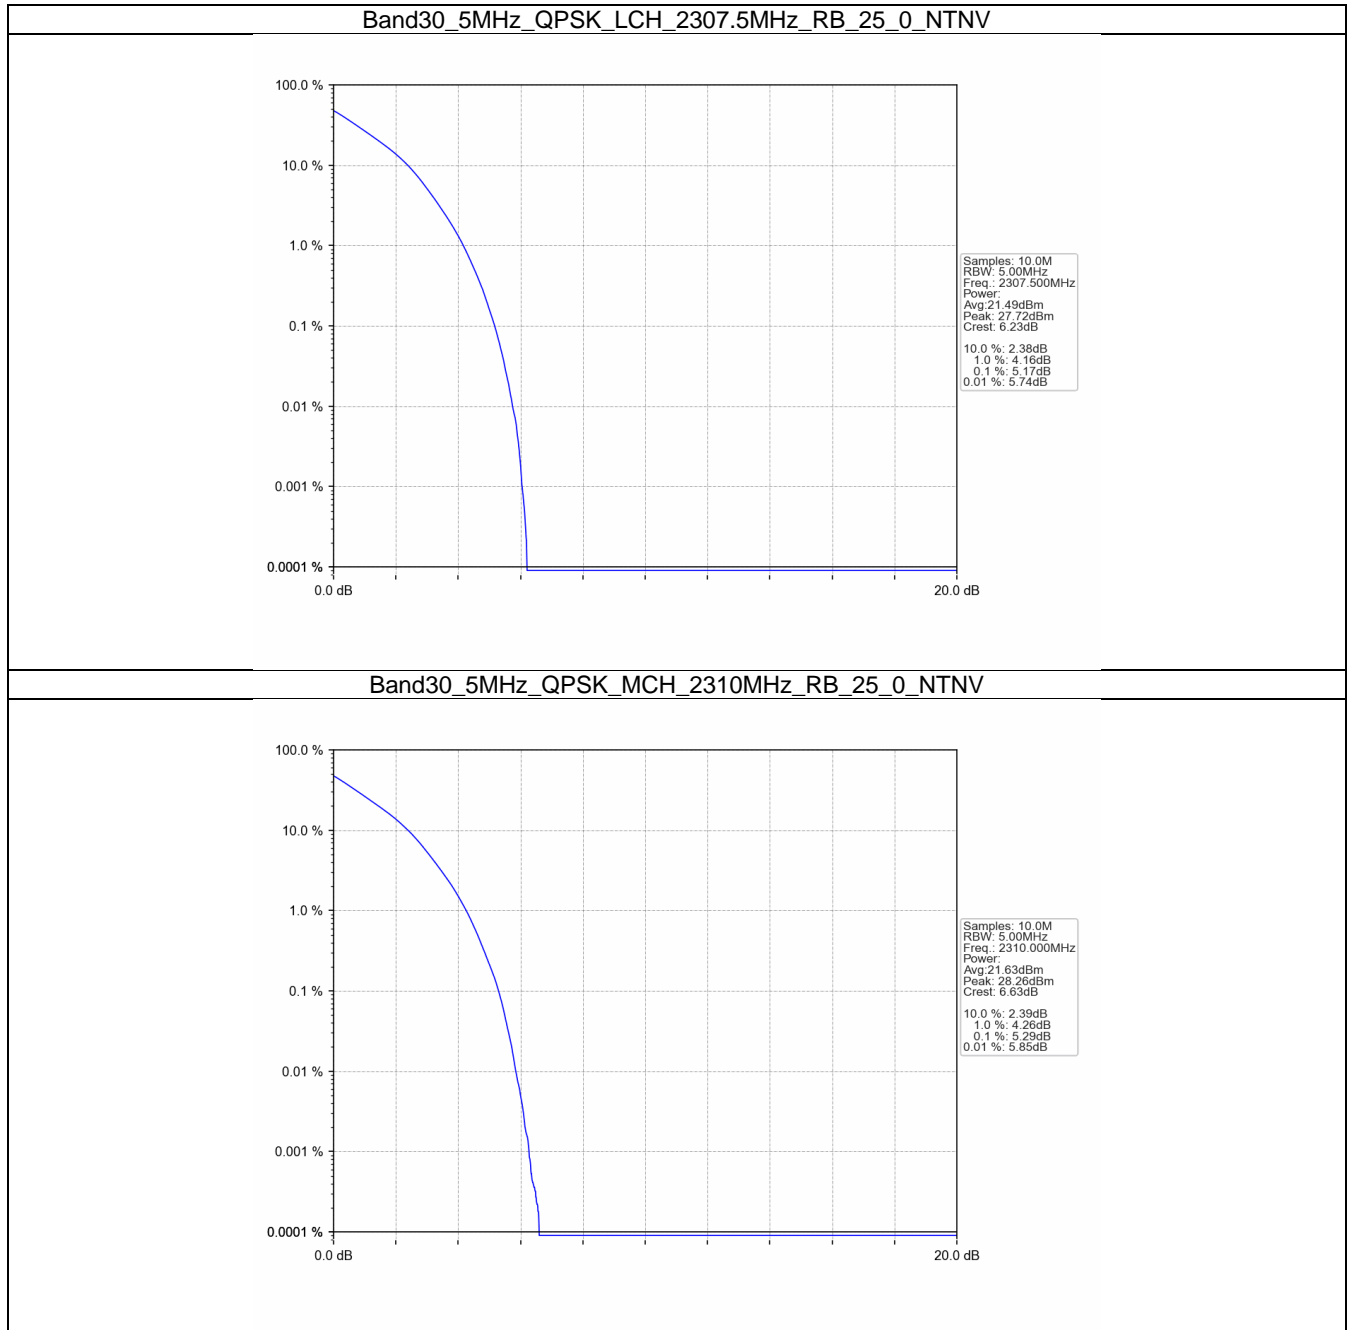 Band30_5MHz_QPSK_LCH_2307.5MHz_RB_25_0_NTNV
100.0 %
10.0 %
1.0 %
0.1 %
0.01 %
0.001 %
0.0001 %
0.0 dB
20.0 dB
Samples: 10.0M
RBW: 5.00MHz
Freq.: 2307.500MHz
Power:
Avg:21.49dBm
Peak: 27.72dBm
Crest: 6.23dB
10.0 %: 2.38dB
1.0 %: 4.16dB
0.1 %: 5.17dB
0.01 %: 5.74dB
Band30_5MHz_QPSK_MCH_2310MHz_RB_25_0_NTNV
100.0 %
10.0 %
1.0 %
0.1 %
0.01 %
0.001 %
0.0001 %
0.0 dB
20.0 dB
Samples: 10.0M
RBW: 5.00MHz
Freq.: 2310.000MHz
Power:
Avg:21.63dBm
Peak: 28.26dBm
Crest: 6.63dB
10.0 %: 2.39dB
1.0 %: 4.26dB
0.1 %: 5.29dB
0.01 %: 5.85dB